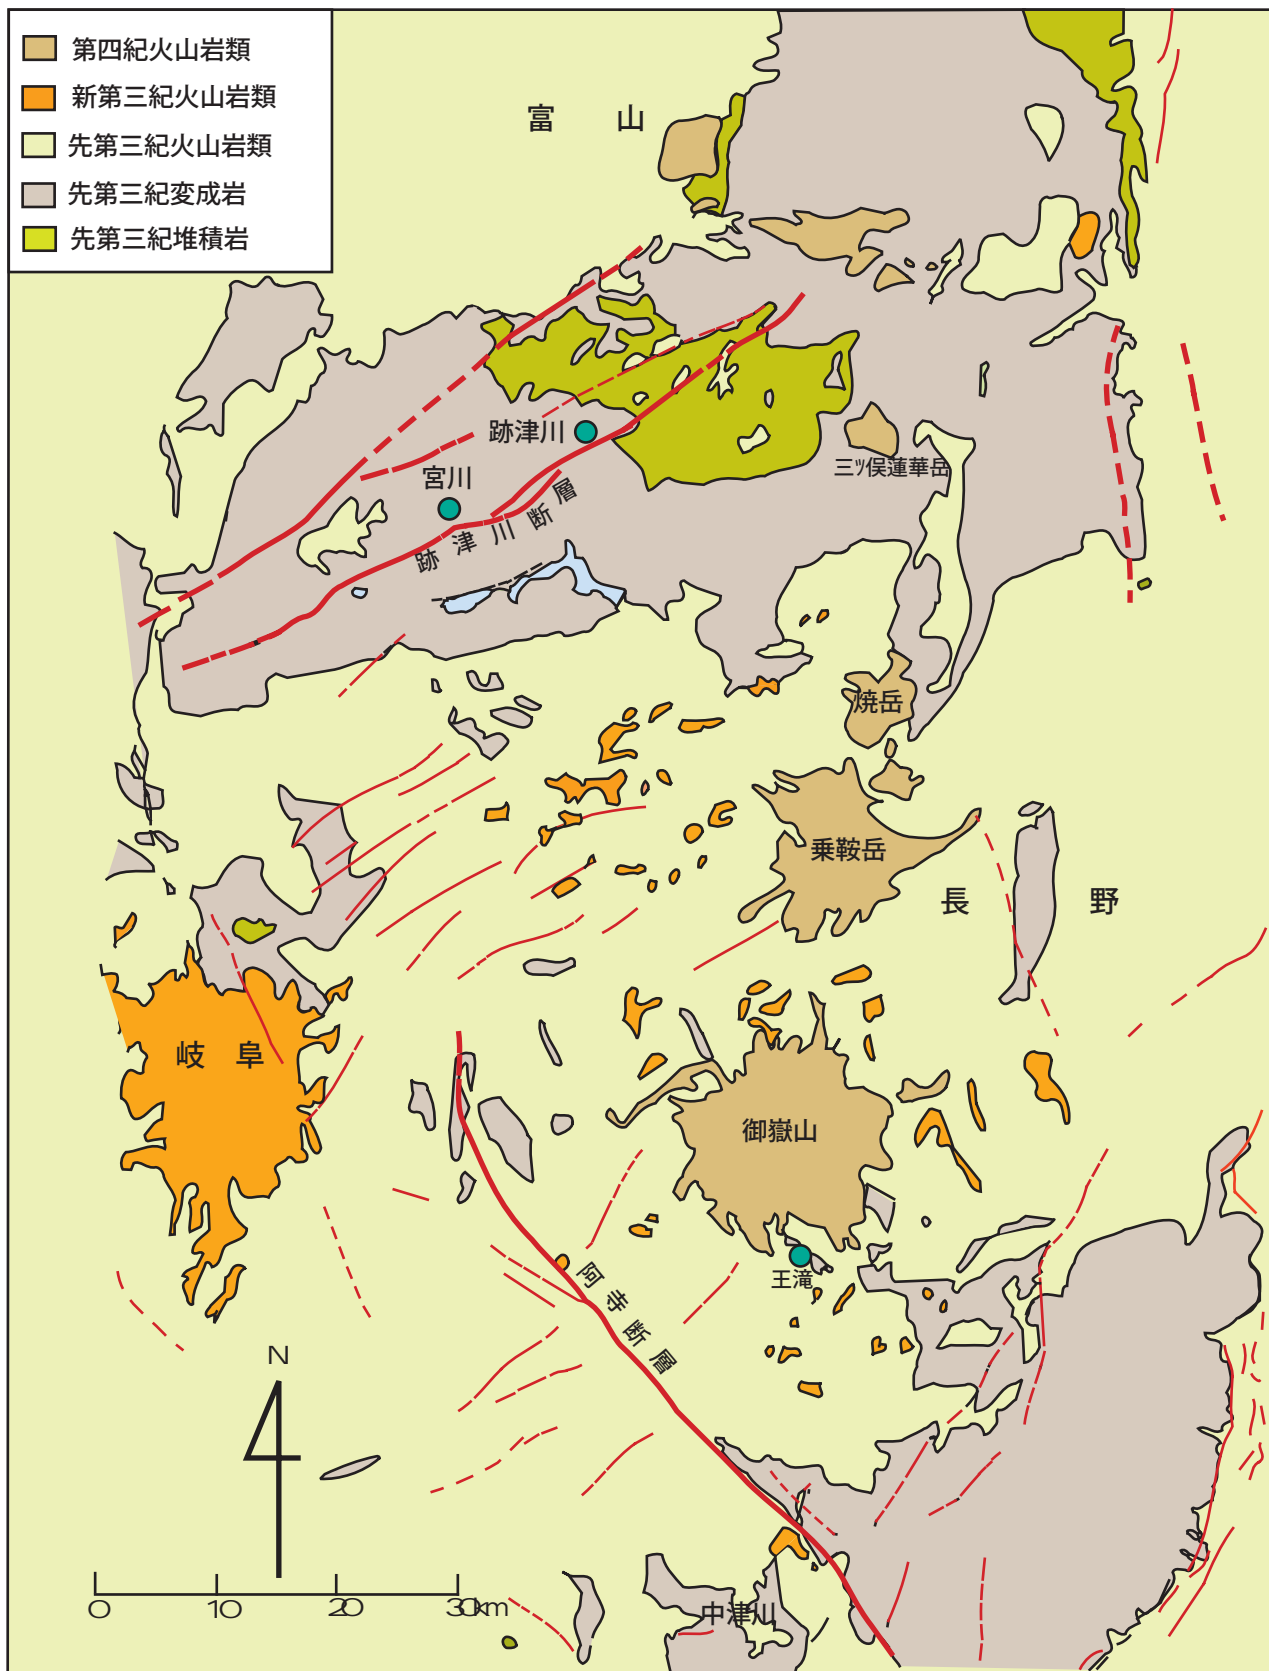 第四紀火山岩類
新第三紀火山岩類
先第三紀火山岩類
先第三紀変成岩
先第三紀堆積岩
富 山
跡津川
三ツ俣蓮華岳
宮川
跡津川断層
焼岳
乗鞍岳
長 野
岐 阜
御嶽山
王滝
阿寺断層
N
0 10 20 30km
中津川